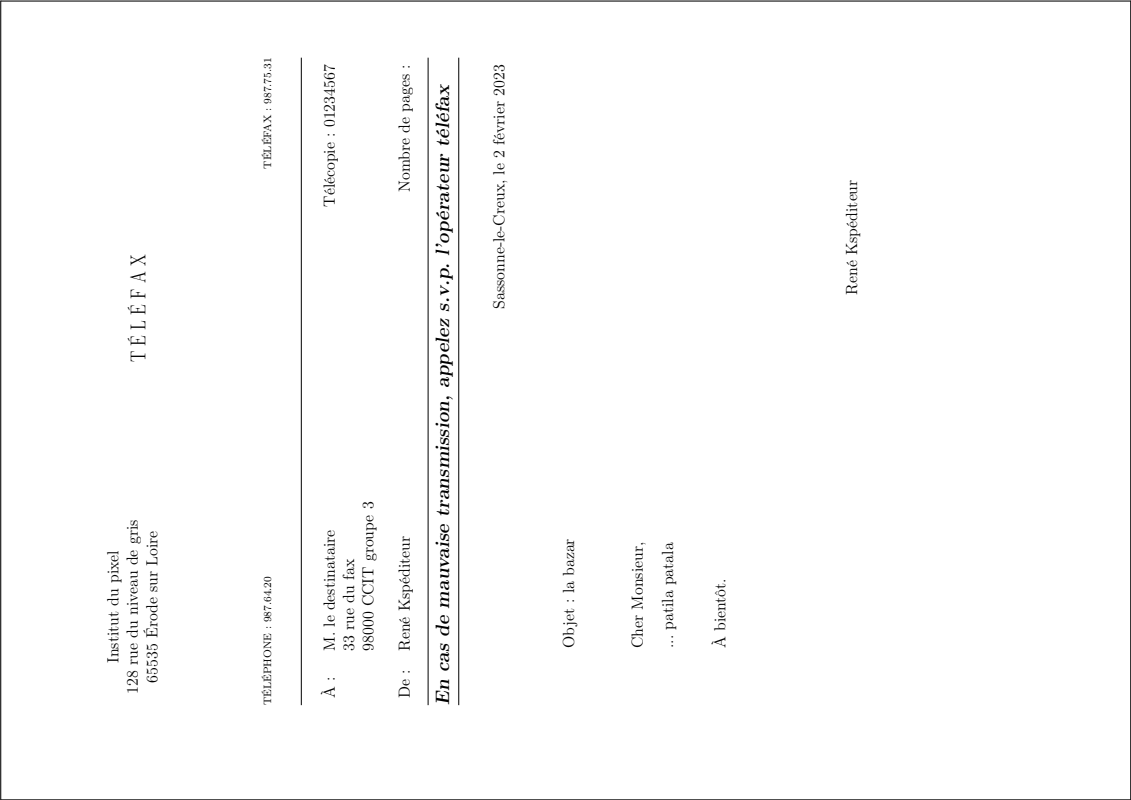 Institut du pixel
128 rue du niveau de gris
65535 Érode sur Loire
TÉLÉFAX
TÉLÉPHONE : 987.64.20
TÉLÉFAX : 987.75.31
À : M. le destinataire Télécopie : 01234567
33 rue du fax
98000 CCIT groupe 3
De : René Kspéditeur Nombre de pages :
En cas de mauvaise transmission, appelez s.v.p. l'opérateur téléfax
Sassonne-le-Creux, le 2 février 2023
Objet : la bazar
Cher Monsieur,
... patila patala
À bientôt.
René Kspéditeur